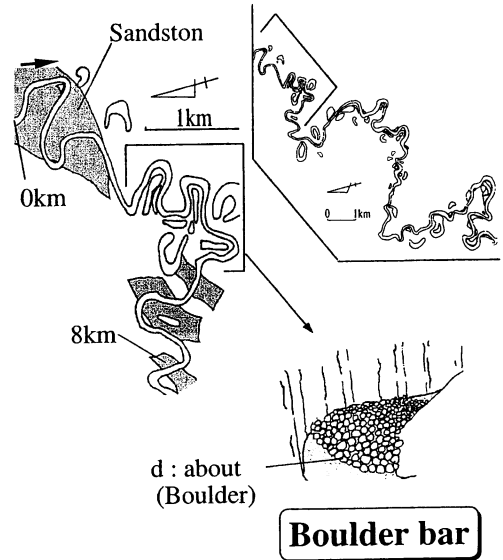 Sandston
1km
0km
0 1km
8km
d : about
(Boulder)
Boulder bar